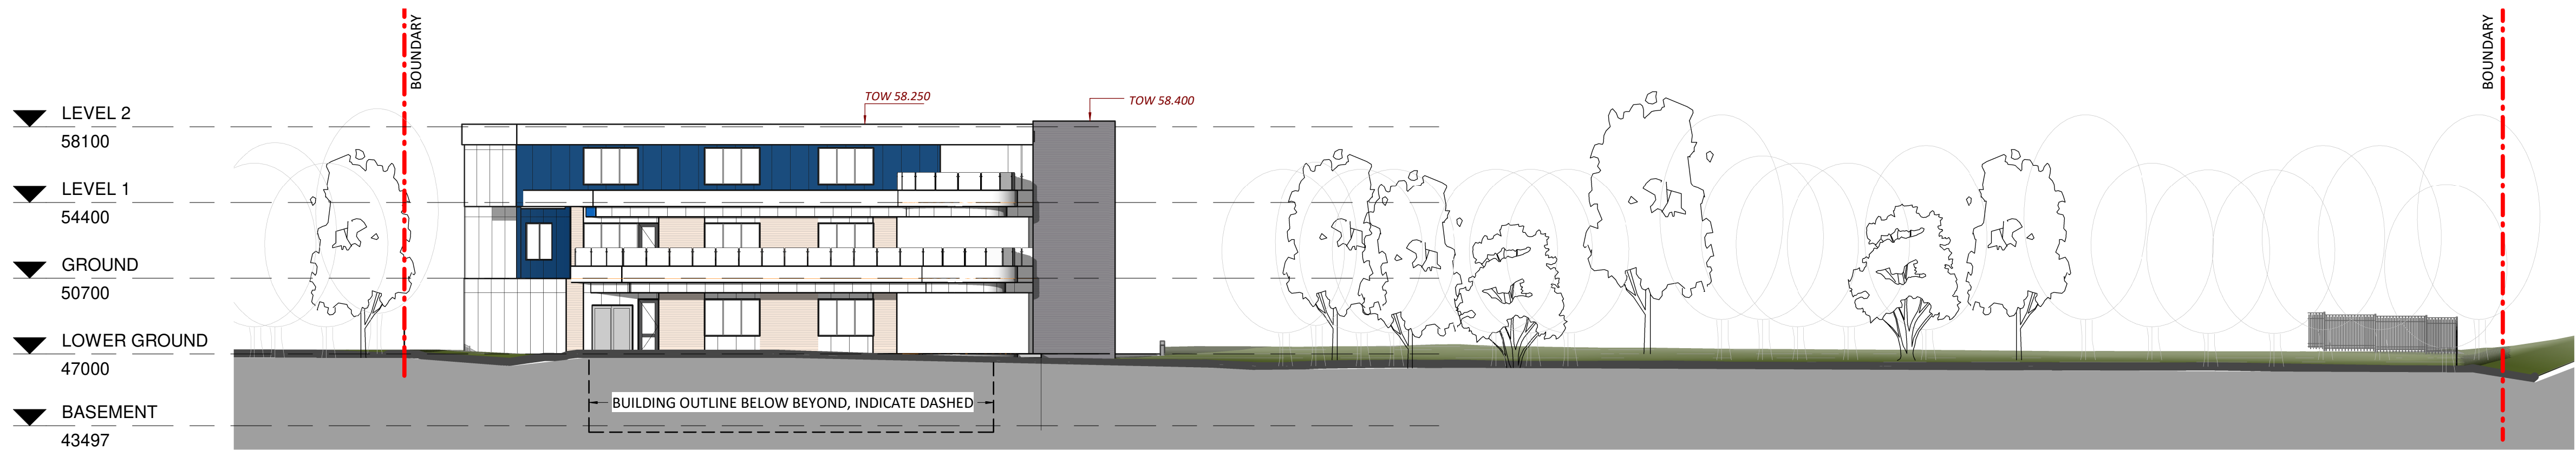 BOUNDARY
BOUNDARY
TOW 58.250
TOW 58.400
LEVEL 2
58100
LEVEL 1
54400
GROUND
50700
LOWER GROUND
47000
BASEMENT
43497
BUILDING OUTLINE BELOW BEYOND, INDICATE DASHED